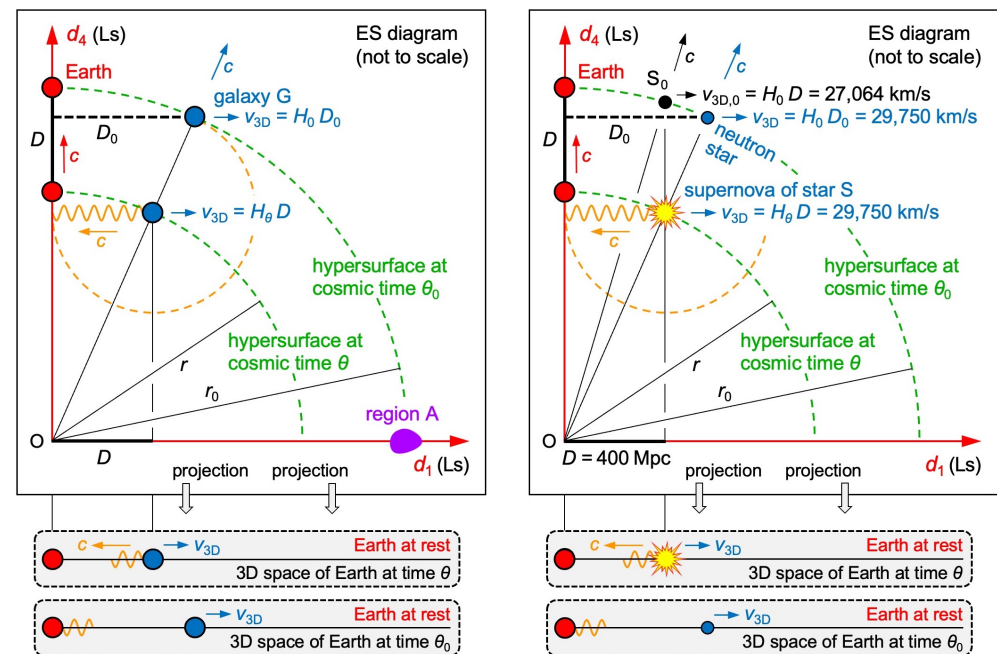 d₄ (Ls)
ES diagram
(not to scale)
Earth
c
galaxy G
v₃D = H₀ D₀
D
D₀
c
v₃D = Hθ D
c
hypersurface at
cosmic time θ₀
hypersurface at
cosmic time θ
r
r₀
region A
O
D
d₁ (Ls)
projection
projection
c
v₃D
Earth at rest
3D space of Earth at time θ
v₃D
Earth at rest
3D space of Earth at time θ₀
d₄ (Ls)
ES diagram
(not to scale)
c
c
Earth
S₀
v₃D,₀ = H₀ D = 27,064 km/s
D
D₀
v₃D = H₀ D₀ = 29,750 km/s
neutron
star
c
supernova of star S
v₃D = Hθ D = 29,750 km/s
c
hypersurface at
cosmic time θ₀
hypersurface at
cosmic time θ
r
r₀
O
D = 400 Mpc
d₁ (Ls)
projection
projection
c
v₃D
Earth at rest
3D space of Earth at time θ
v₃D
Earth at rest
3D space of Earth at time θ₀